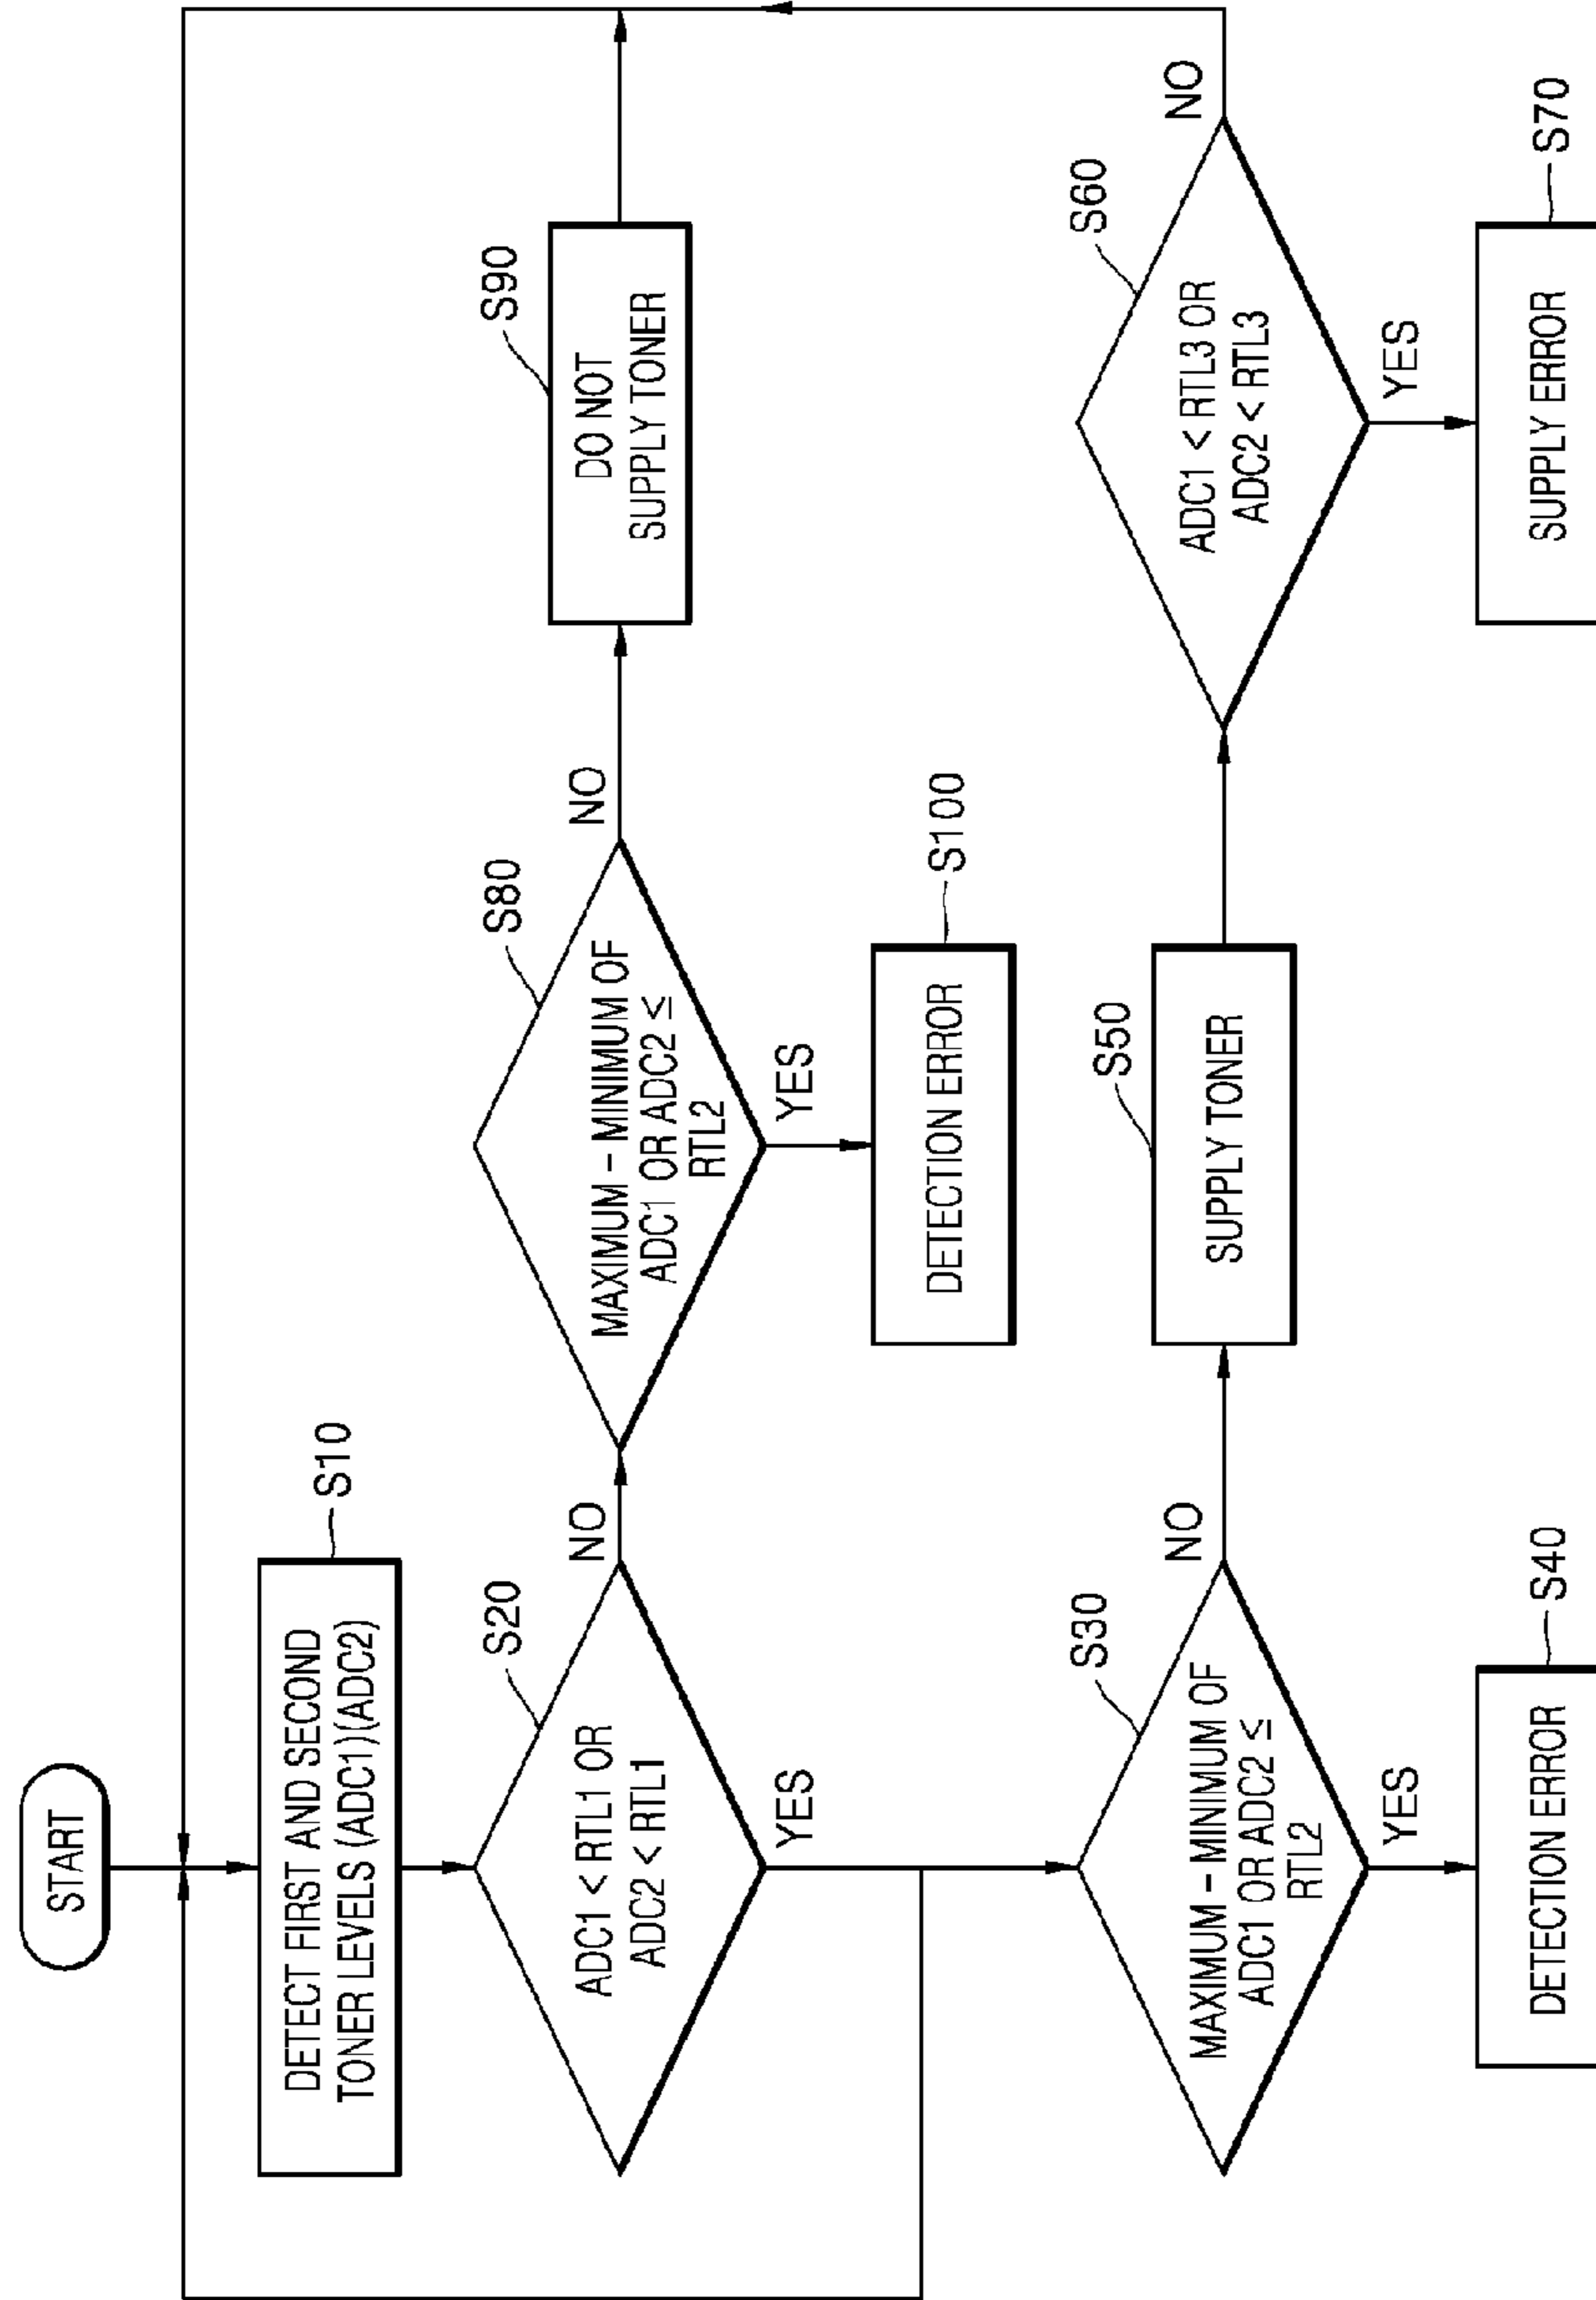 START
DETECT FIRST AND SECOND
TONER LEVELS (ADC1)(ADC2)
S10
ADC1 < RTL1 OR
ADC2 < RTL1
S20
NO
YES
MAXIMUM - MINIMUM OF
ADC1 OR ADC2 ≤
RTL2
S80
NO
YES
DO NOT
SUPPLY TONER
S90
DETECTION ERROR
S100
MAXIMUM - MINIMUM OF
ADC1 OR ADC2 ≤
RTL2
S30
NO
YES
SUPPLY TONER
S50
ADC1 < RTL3 OR
ADC2 < RTL3
S60
NO
YES
DETECTION ERROR
S40
SUPPLY ERROR
S70